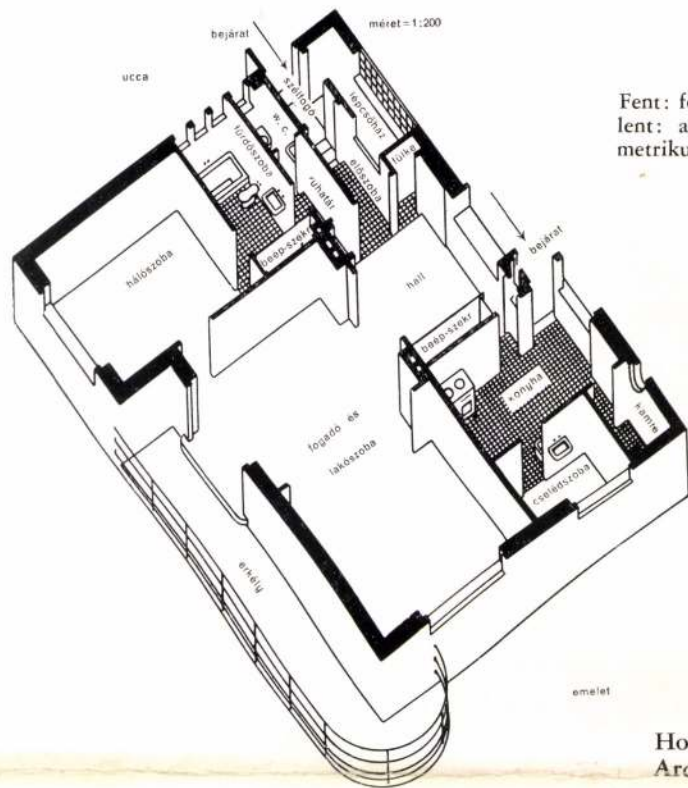 bejárat
méret=1:200
ucca
szélfogó
lépcsőház
w.c.
fürdőszoba
előszoba
fülke
ruhatár
beép-szekr
hálószoba
hall
bejárat
beép-szekr
konyha
kamra
fogadó és
lakószoba
cselédszoba
erkély
emelet
Fent:
lent: a
metriku
Ho
Arc